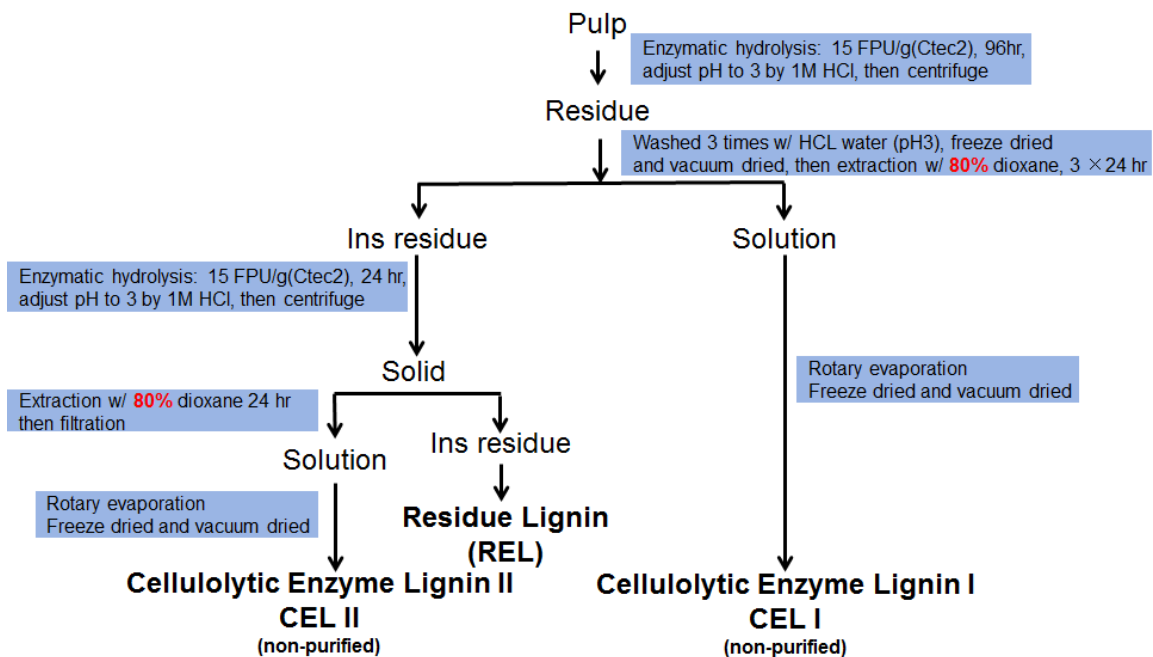 Pulp
Enzymatic hydrolysis: 15 FPU/g(Ctec2), 96hr,
adjust pH to 3 by 1M HCl, then centrifuge
Residue
Washed 3 times w/ HCL water (pH3), freeze dried
and vacuum dried, then extraction w/ 80% dioxane, 3 ×24 hr
Ins residue
Solution
Enzymatic hydrolysis: 15 FPU/g(Ctec2), 24 hr,
adjust pH to 3 by 1M HCl, then centrifuge
Solid
Rotary evaporation
Freeze dried and vacuum dried
Extraction w/ 80% dioxane 24 hr
then filtration
Solution
Ins residue
Rotary evaporation
Freeze dried and vacuum dried
Residue Lignin
(REL)
Cellulolytic Enzyme Lignin II
CEL II
(non-purified)
Cellulolytic Enzyme Lignin I
CEL I
(non-purified)